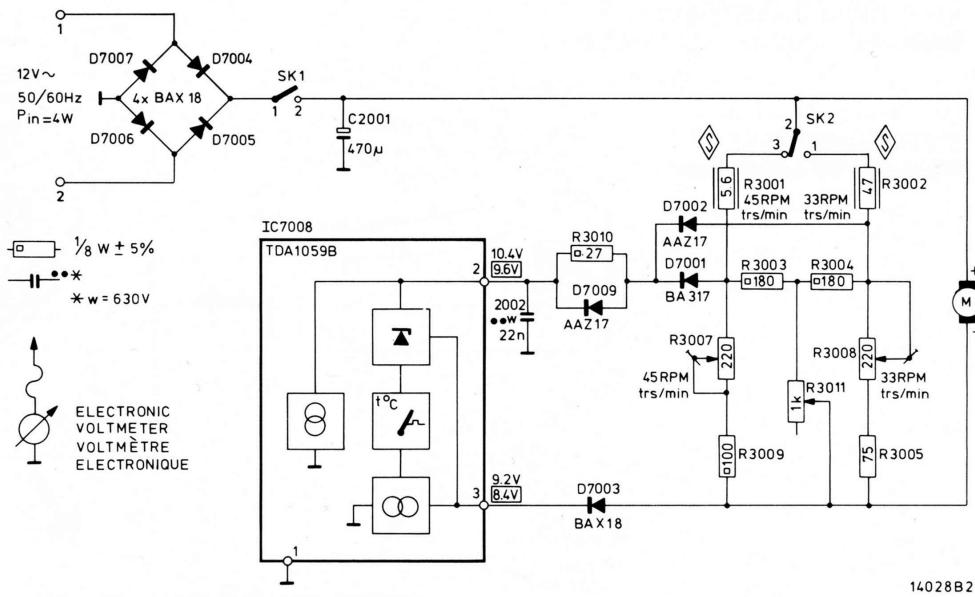 1
12V~
50/60Hz
Pin=4W
2
D7007
D7004
4x BAX 18
D7006
D7005
SK1
1 2
C2001
470µ
2
SK2
3 1
S
S
5.6
R3001
45RPM
trs/min
47
R3002
33RPM
trs/min
D7002
AAZ17
D7001
BA317
R3003
180
R3004
180
+
M
-
1/8 W ± 5%
*
* w = 630V
ELECTRONIC
VOLTMETER
VOLTMÈTRE
ELECTRONIQUE
IC7008
TDA1059B
2
10.4V
9.6V
t°C
3
9.2V
8.4V
1
R3010
27
D7009
AAZ17
2002
w
22n
R3007
220
45RPM
trs/min
R3008
220
33RPM
trs/min
R3011
1k
100
R3009
75
R3005
D7003
BAX18
14028B2